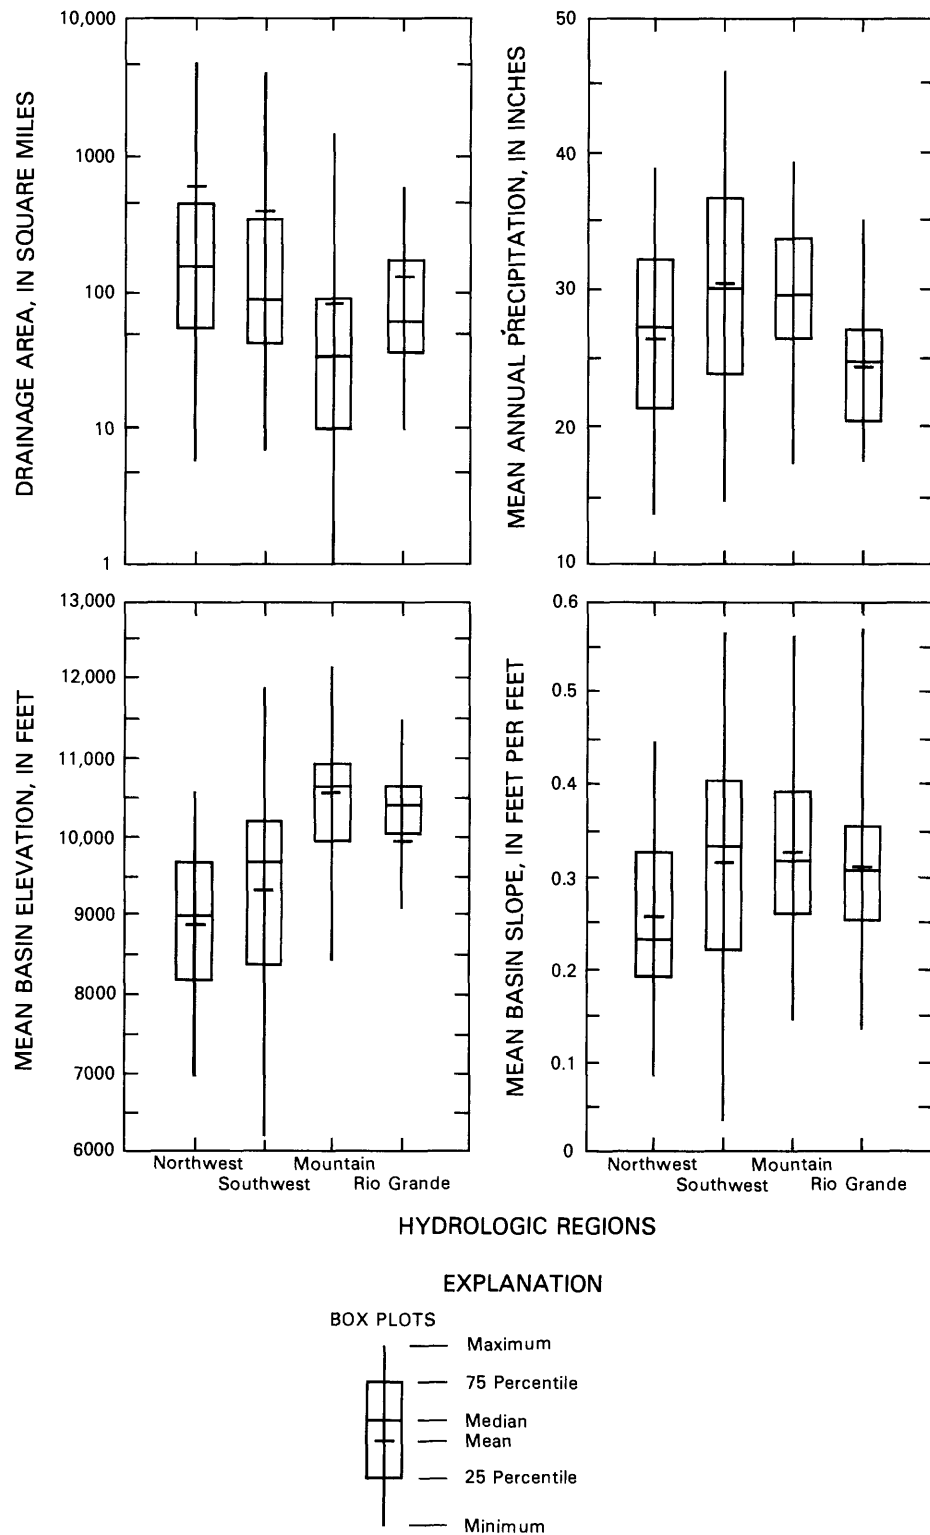 DRAINAGE AREA, IN SQUARE MILES
10,000
1000
100
10
1
MEAN ANNUAL PRECIPITATION, IN INCHES
50
40
30
20
10
MEAN BASIN ELEVATION, IN FEET
13,000
12,000
11,000
10,000
9000
8000
7000
6000
Northwest
Southwest
Mountain
Rio Grande
MEAN BASIN SLOPE, IN FEET PER FEET
0.6
0.5
0.4
0.3
0.2
0.1
0
Northwest
Southwest
Mountain
Rio Grande
HYDROLOGIC REGIONS
EXPLANATION
BOX PLOTS
Maximum
75 Percentile
Median
Mean
25 Percentile
Minimum